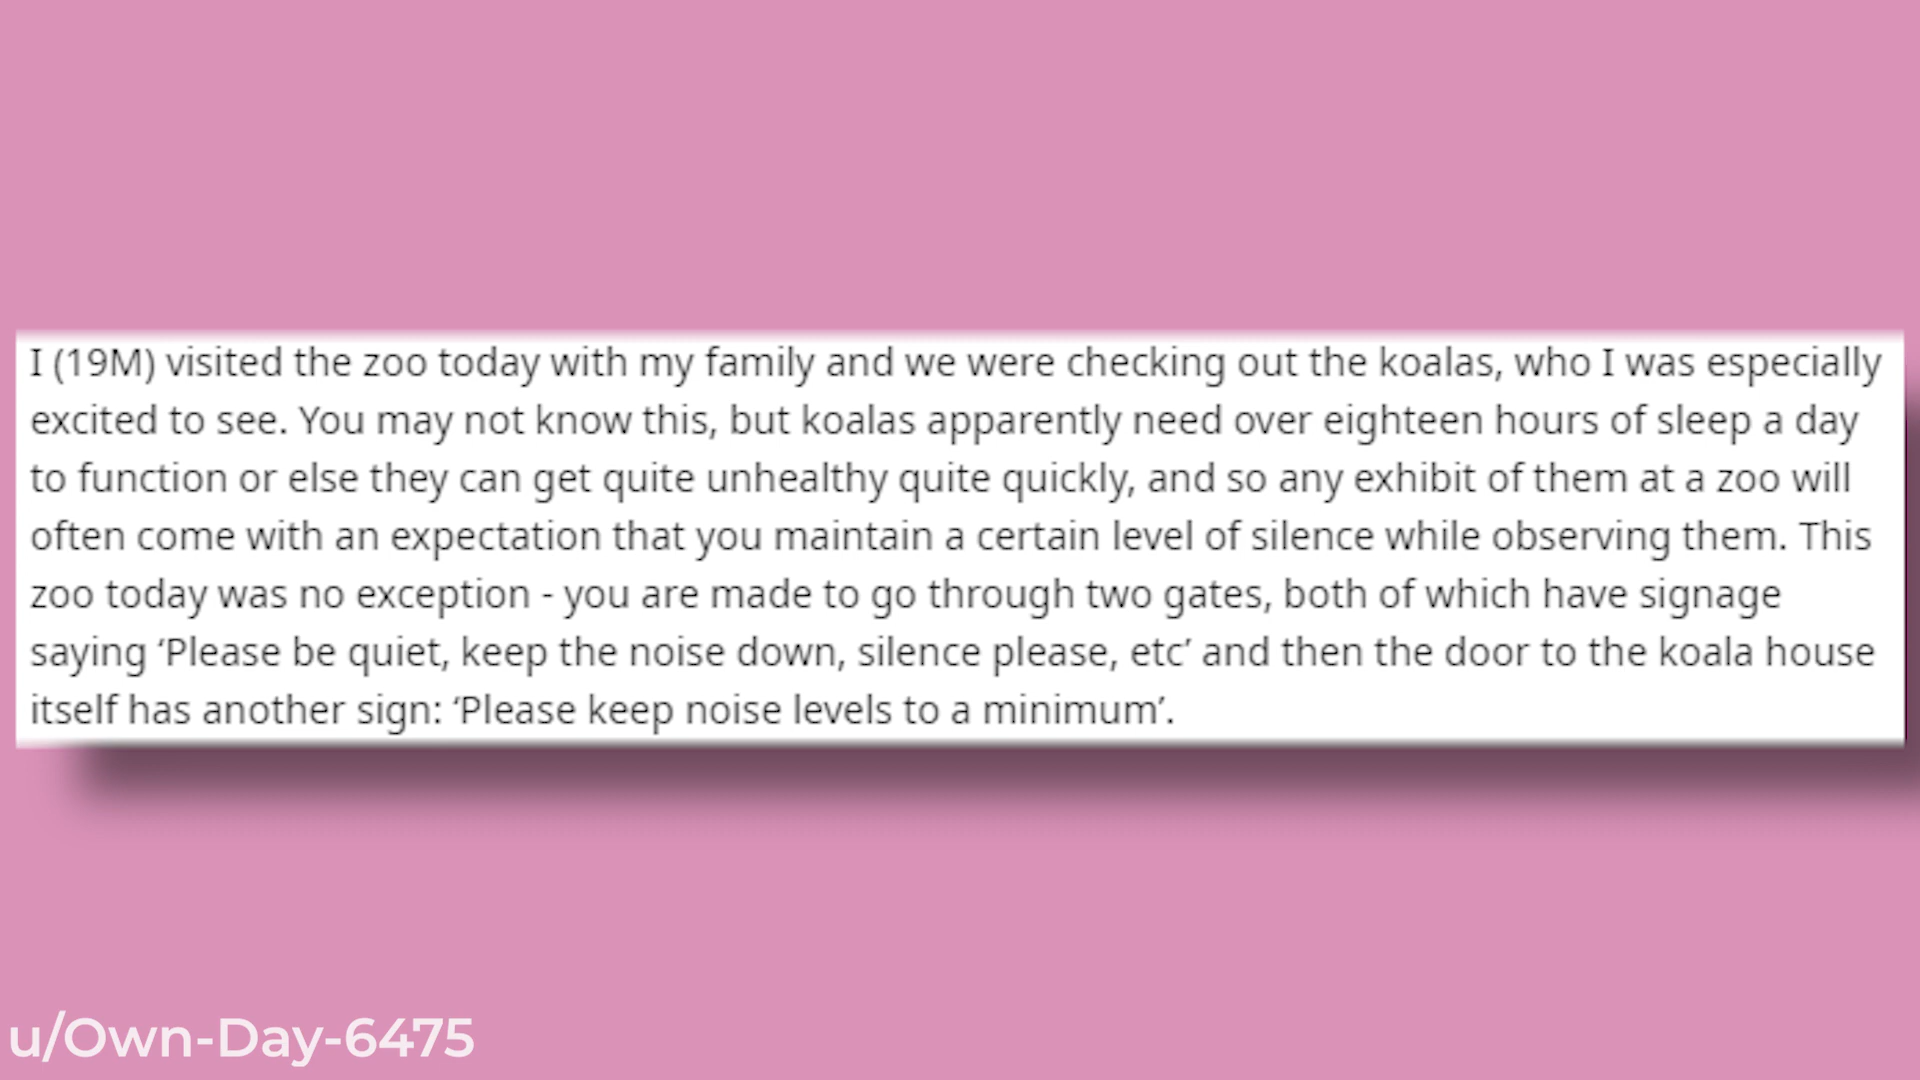 I (19M) visited the zoo today with my family and we were checking out the koalas, who I was especially
excited to see. You may not know this, but koalas apparently need over eighteen hours of sleep a day
to function or else they can get quite unhealthy quite quickly, and so any exhibit of them at a zoo will
often come with an expectation that you maintain a certain level of silence while observing them. This
zoo today was no exception - you are made to go through two gates, both of which have signage
saying ‘Please be quiet, keep the noise down, silence please, etc’ and then the door to the koala house
itself has another sign: ‘Please keep noise levels to a minimum’.
u/Own-Day-6475